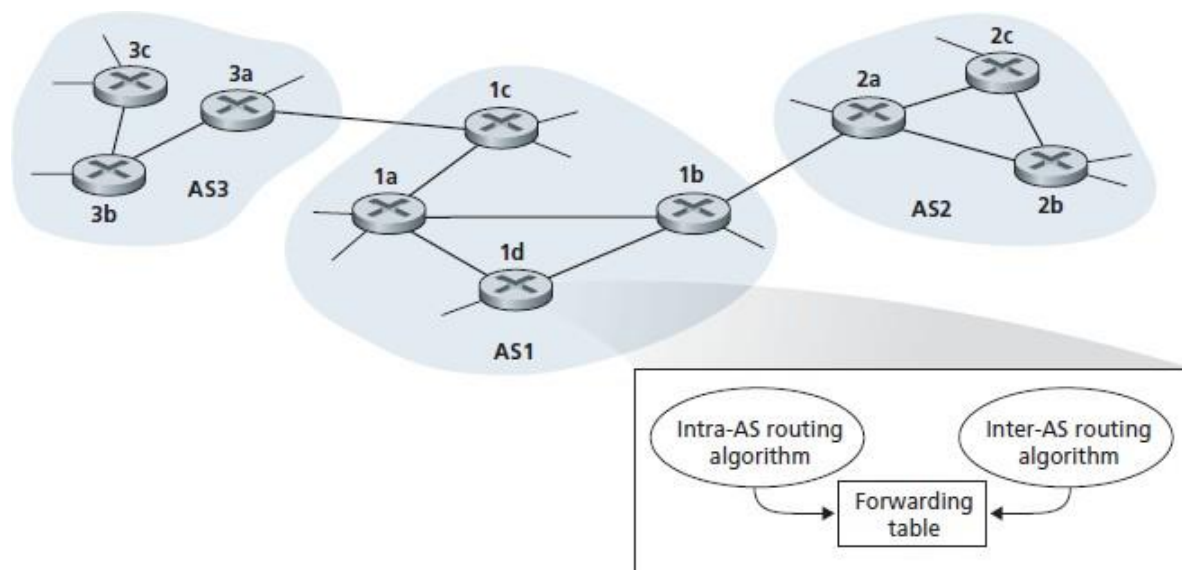 3c
3a
3b
AS3
1c
1a
1b
1d
AS1
2c
2a
2b
AS2
Intra-AS routing
algorithm
Inter-AS routing
algorithm
Forwarding
table